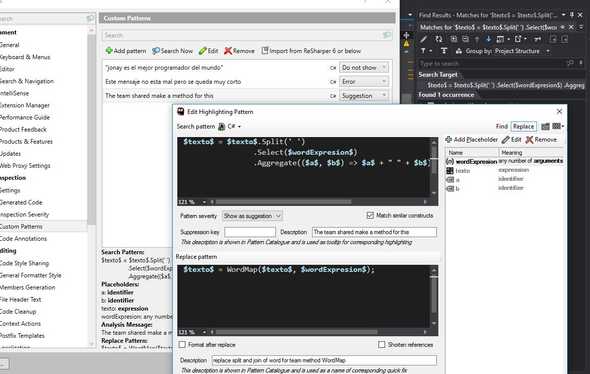 Custom Patterns
Search
Add pattern Search Now Edit Remove Import from ReSharper 6 or below
"jonay es el mejor programador del mundo" C# Do not show
Este mensaje no esta mal pero se queda muy corto C# Error
The team shared make a method for this C# Suggestion
General
Keyboard & Menus
Editor
Search & Navigation
IntelliSense
Extension Manager
Performance Guide
Product Feedback
Products & Features
Updates
Web Proxy Settings
Inspection
Settings
Generated Code
Inspection Severity
Custom Patterns
Code Annotations
Editing
Code Style Sharing
General Formatter Style
Members Generation
File Header Text
Code Cleanup
Context Actions
Postfix Templates
Search Pattern:
$texto$ = $texto$.Split(' ')
.Select($wordExp
.Aggregate(($a$
Placeholders:
a: identifier
b: identifier
texto: expression
wordExpresion: any number
Analysis Message:
The team shared make a m
Replace Pattern:
Find Results - Matches for '$texto$ = $texto$.Split('
Matches for '$texto$ = $texto$.Split(' ') .Select($wor
Group by: Project Structure
Type to search
Search Target
$texto$ = $texto$.Split(' ') .Select($wordExpresion$) .Aggreg
Found 1 occurrence
Edit Highlighting Pattern
Search pattern C# Find Replace
$texto$ = $texto$.Split(' ')
.Select($wordExpresion$)
.Aggregate(($a$, $b$) => $a$ + " " + $b$)
121 %
Add Placeholder Edit Remove
Name Meaning
wordExpresion any number of arguments
texto expression
a identifier
b identifier
Pattern severity Show as suggestion Match similar constructs
Suppression key Description The team shared make a method for this
This description is shown in Pattern Catalogue and is used as tooltip for corresponding highlighting
Replace pattern
$texto$ = WordMap($texto$, $wordExpresion$);
121 %
Format after replace Shorten references
Description replace split and join of word for team method WordMap
This description is shown in Pattern Catalogue and is used as a name of corresponding quick fix